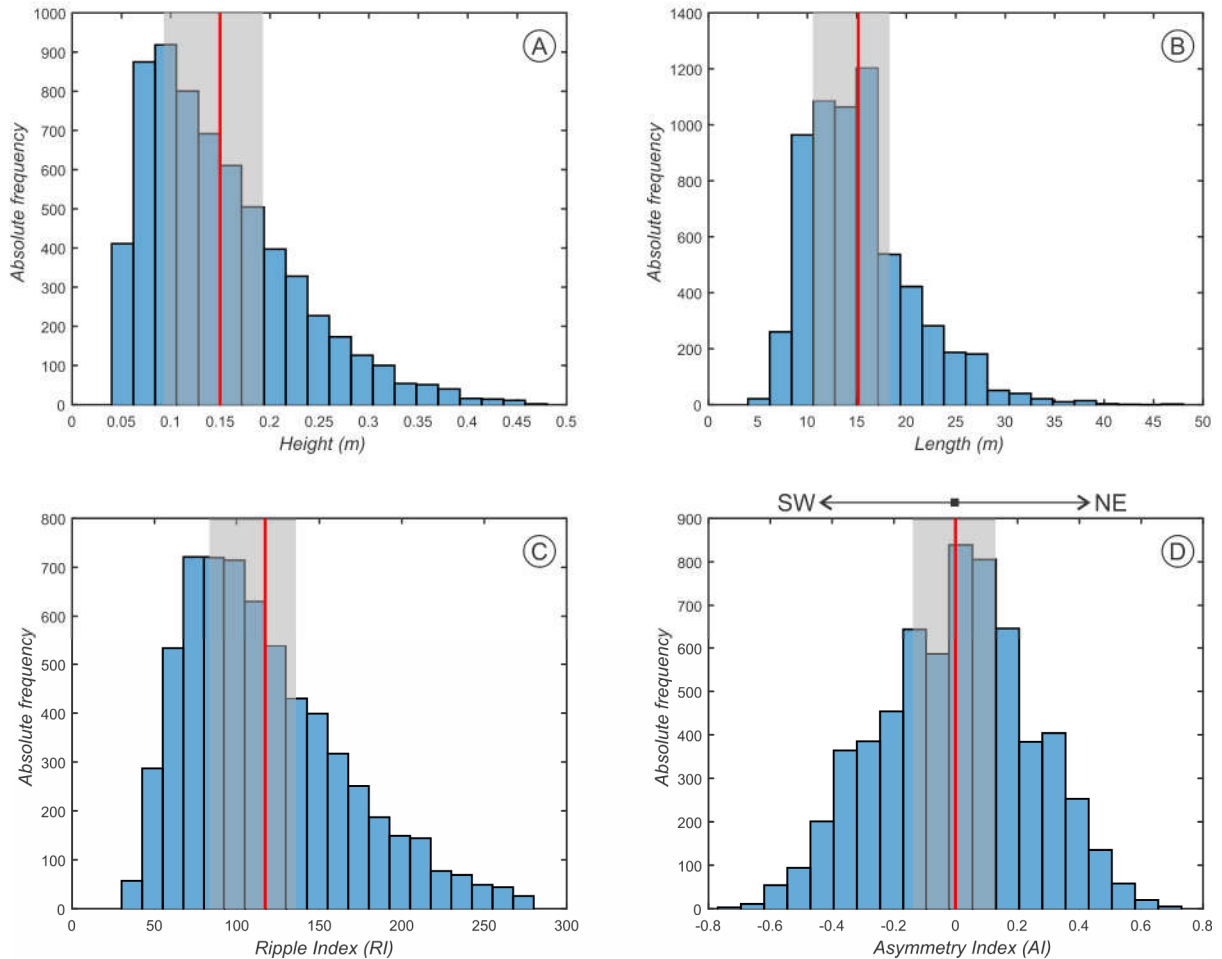 A
1000
900
800
700
600
500
400
300
200
100
0
Absolute frequency
0 0.05 0.1 0.15 0.2 0.25 0.3 0.35 0.4 0.45 0.5
Height (m)
B
1400
1200
1000
800
600
400
200
0
Absolute frequency
0 5 10 15 20 25 30 35 40 45 50
Length (m)
C
800
700
600
500
400
300
200
100
0
Absolute frequency
0 50 100 150 200 250 300
Ripple Index (RI)
SW NE
D
900
800
700
600
500
400
300
200
100
0
Absolute frequency
-0.8 -0.6 -0.4 -0.2 0 0.2 0.4 0.6 0.8
Asymmetry Index (AI)